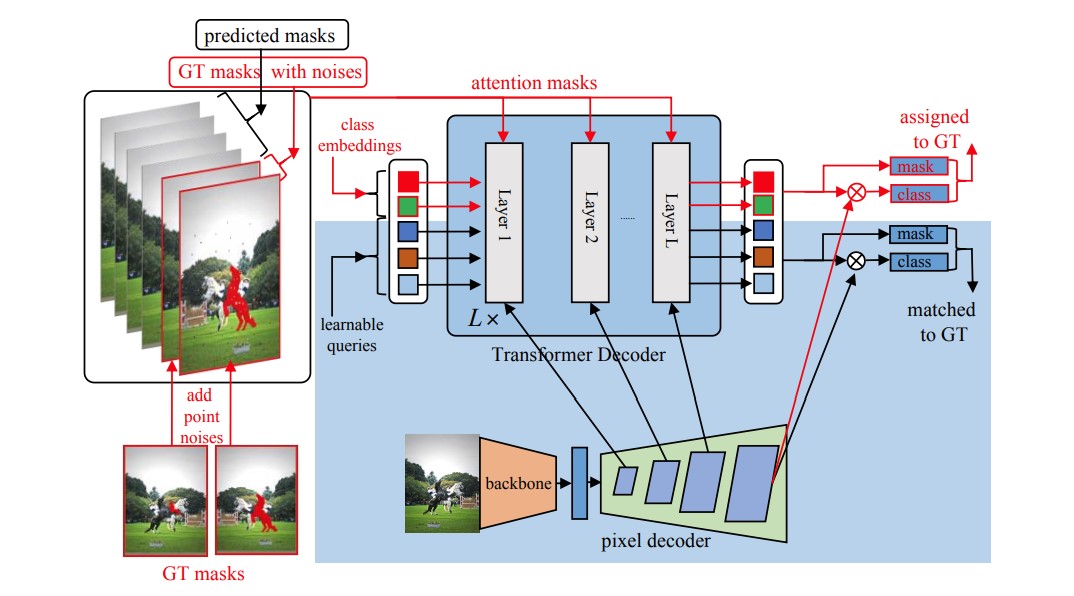 predicted masks
GT masks with noises
attention masks
class
embeddings
assigned
to GT
mask
class
mask
class
matched
to GT
Layer 1
Layer 2
......
Layer L
learnable
queries
L ×
Transformer Decoder
add
point
noises
backbone
pixel decoder
GT masks